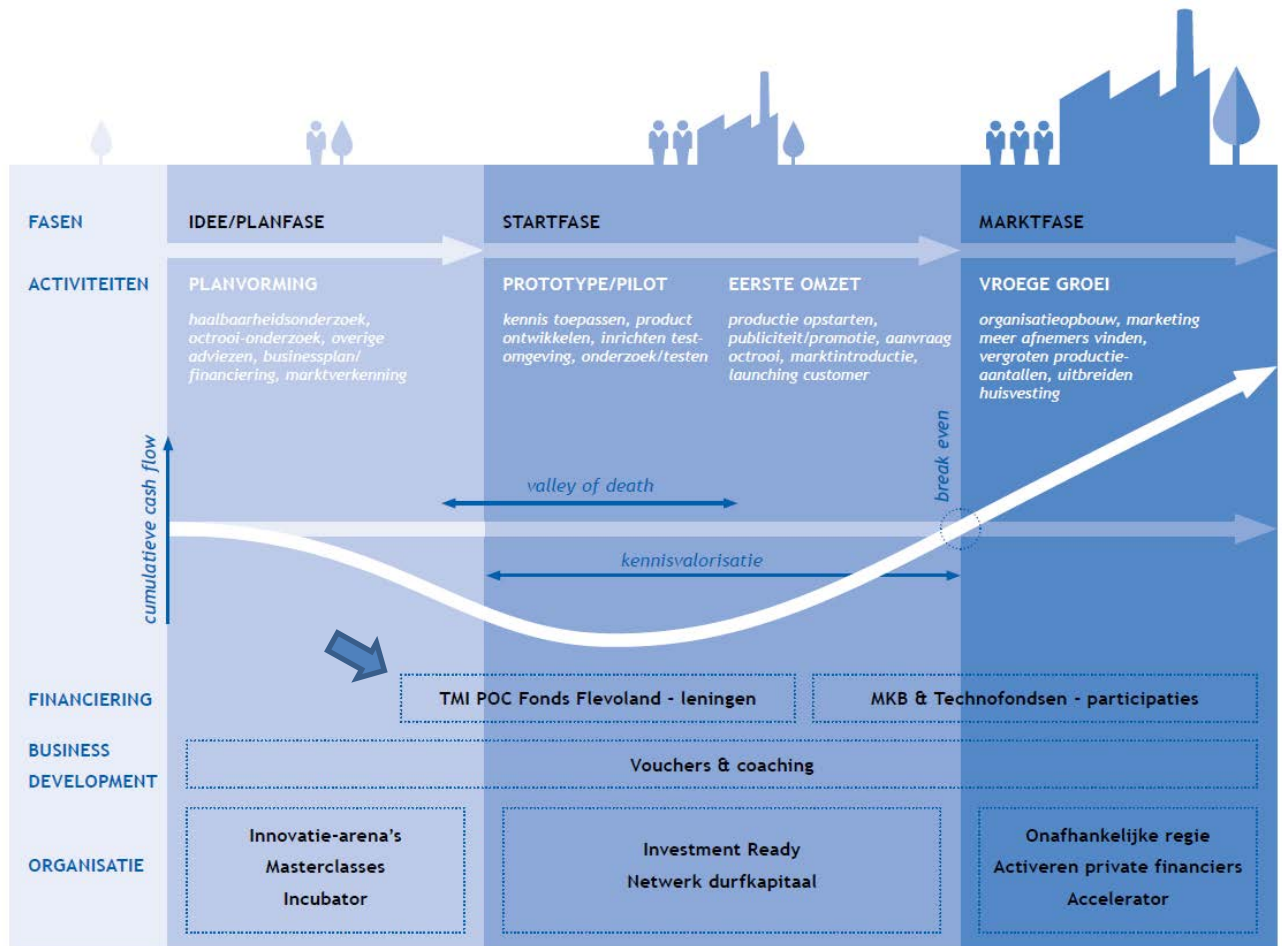 FASEN
IDEE/PLANFASE
STARTFASE
MARKTFASE
ACTIVITEITEN
PLANVORMING
haalbaarheidsonderzoek,
octrooi-onderzoek, overige
adviezen, businessplan/
financiering, marktverkenning
PROTOTYPE/PILOT
kennis toepassen, product
ontwikkelen, inrichten test-
omgeving, onderzoek/testen
EERSTE OMZET
productie opstarten,
publiciteit/promotie, aanvraag
octrooi, marktintroductie,
launching customer
VROEGE GROEI
organisatieopbouw, marketing
meer afnemers vinden,
vergroten productie-
aantallen, uitbreiden
huisvesting
cumulatieve cash flow
valley of death
break even
kennisvalorisatie
FINANCIERING
TMI POC Fonds Flevoland - leningen
MKB & Technofondsen - participaties
BUSINESS
DEVELOPMENT
Vouchers & coaching
ORGANISATIE
Innovatie-arena's
Masterclasses
Incubator
Investment Ready
Netwerk durfkapitaal
Onafhankelijke regie
Activeren private financiers
Accelerator